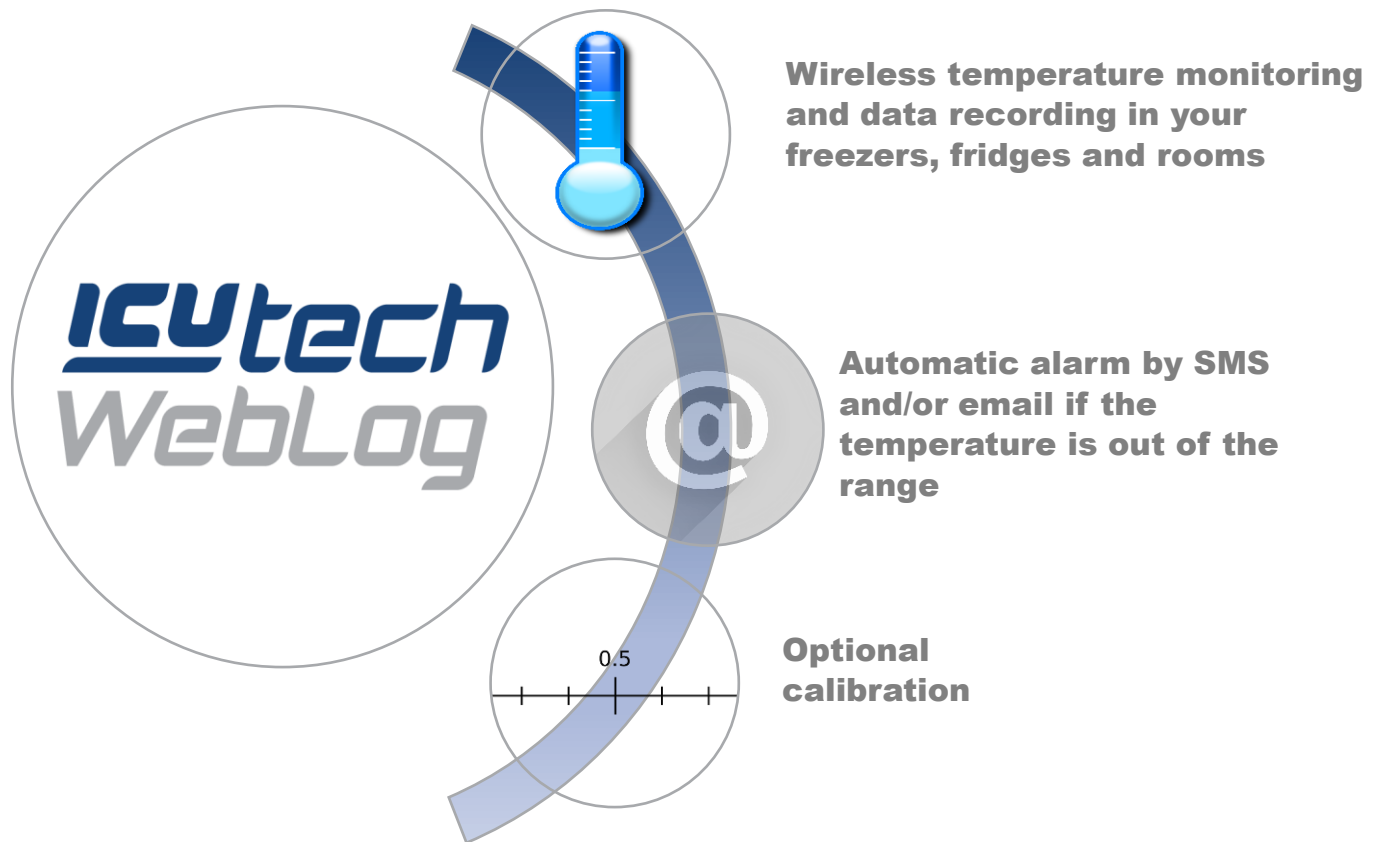 ICUtech
WebLog
Wireless temperature monitoring
and data recording in your
freezers, fridges and rooms
@
Automatic alarm by SMS
and/or email if the
temperature is out of the
range
0.5
Optional
calibration